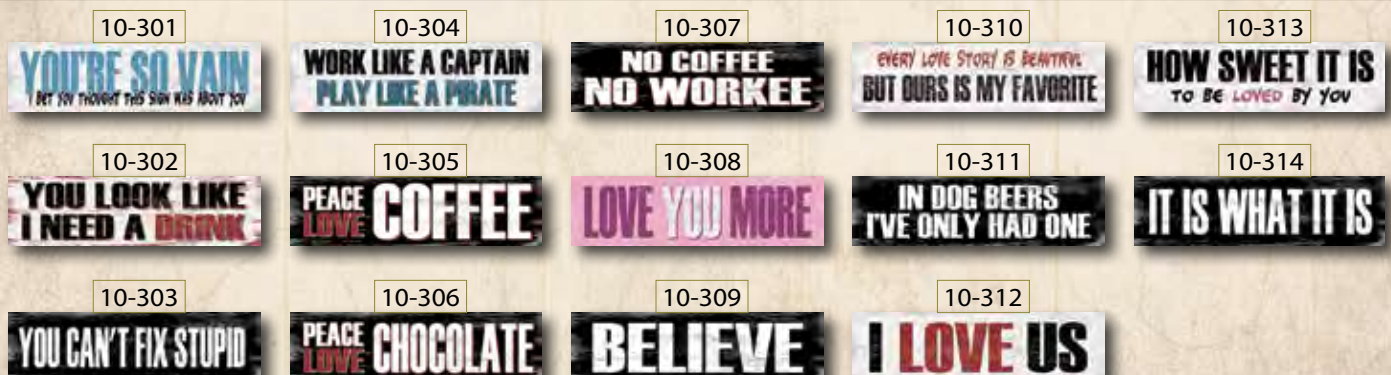 10-301
YOU'RE SO VAIN
I BET YOU THOUGHT THIS SIGN WAS ABOUT YOU
10-304
WORK LIKE A CAPTAIN
PLAY LIKE A PIRATE
10-307
NO COFFEE
NO WORKEE
10-310
EVERY LOVE STORY IS BEAUTIFUL
BUT OURS IS MY FAVORITE
10-313
HOW SWEET IT IS
TO BE LOVED BY YOU
10-302
YOU LOOK LIKE
I NEED A DRINK
10-305
PEACE
LOVE
COFFEE
10-308
LOVE YOU MORE
10-311
IN DOG BEERS
I'VE ONLY HAD ONE
10-314
IT IS WHAT IT IS
10-303
YOU CAN'T FIX STUPID
10-306
PEACE
LOVE
CHOCOLATE
10-309
BELIEVE
10-312
I LOVE US